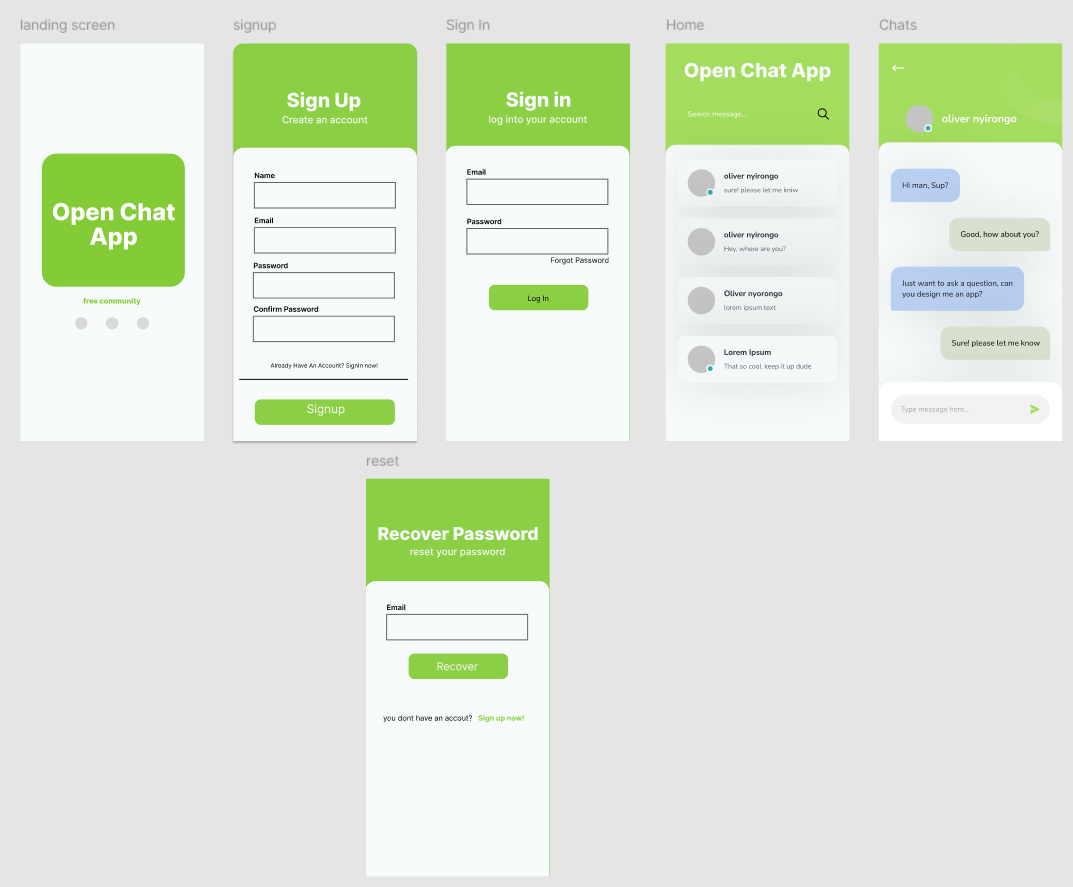 landing screen
Open Chat
App
free community
signup
Sign Up
Create an account
Name
Email
Password
Confirm Password
Already Have An Account? Signin now!
Signup
Sign In
Sign in
log into your account
Email
Password
Forgot Password
Log In
Home
Open Chat App
Search message...
oliver nyirongo
sure! please let me kniw
oliver nyirongo
Hey, where are you?
Oliver nyorongo
lorem ipsum text
Lorem Ipsum
That so cool, keep it up dude
Chats
oliver nyirongo
Hi man, Sup?
Good, how about you?
Just want to ask a question, can
you design me an app?
Sure! please let me know
Type message here...
reset
Recover Password
reset your password
Email
Recover
you dont have an accout? Sign up now!